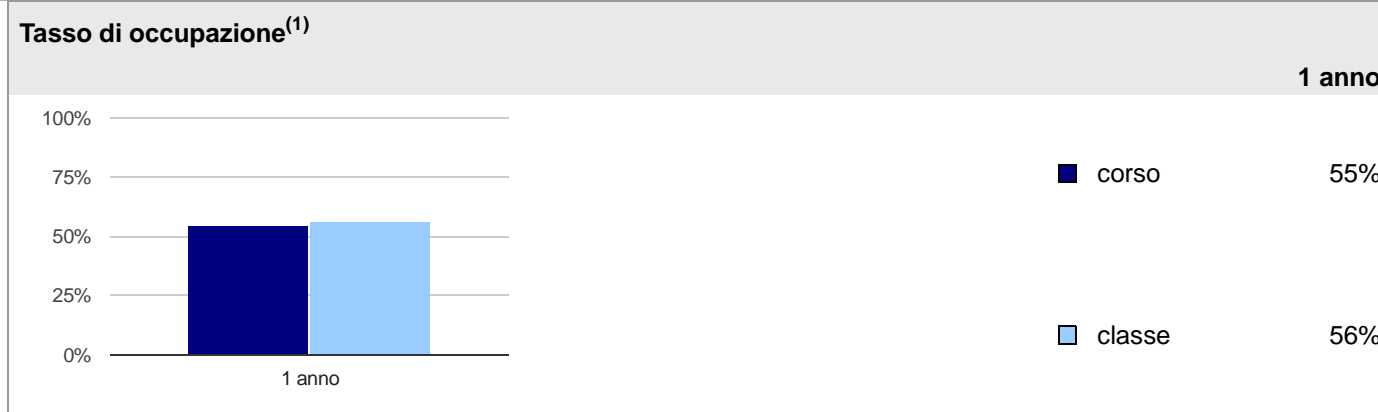 Tasso di occupazione(1)
1 anno
100%
75%
50%
25%
0%
1 anno
corso 55%
classe 56%